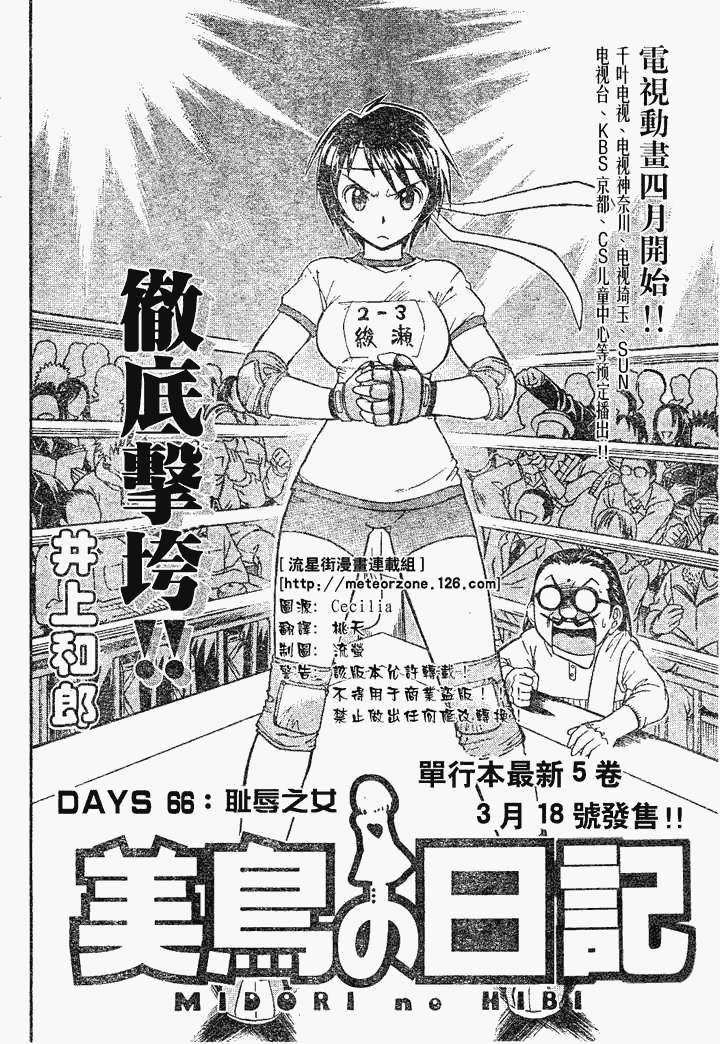 電視動畫四月開始!!
千叶电视、电视神奈川、电视埼玉、SUN
电视台、KBS京都、CS儿童中心等预定播出!!
徹底擊垮!!
井上和郎
2-3
綾瀬
[流星街漫畫連載組]
[http://meteorzone.126.com]
圖源: Cecilia
翻譯: 桃夭
制圖: 流螢
警告: 該版本允許轉載!
不得用于商業盜版!!
禁止做出任何修改轉換!
單行本最新5卷
3月18號發售!!
DAYS 66:恥辱之女
美鳥の日記
MIDORI no HIBI